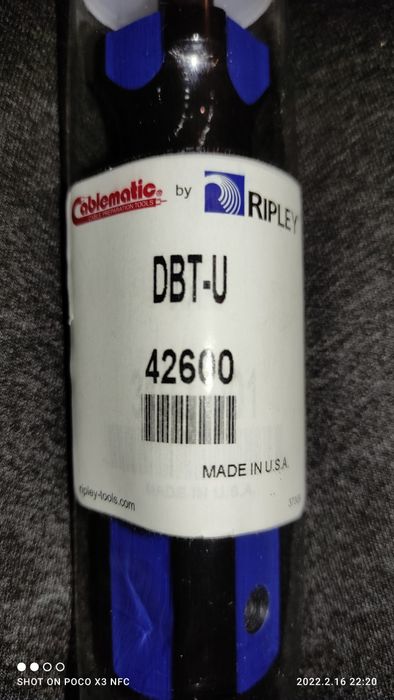 Cablematic®
CABLE PREPARATION TOOLS
by
RIPLEY
DBT-U
42600
MADE IN U.S.A.
ripley-tools.com
SHOT ON POCO X3 NFC
2022.2.16 22:20